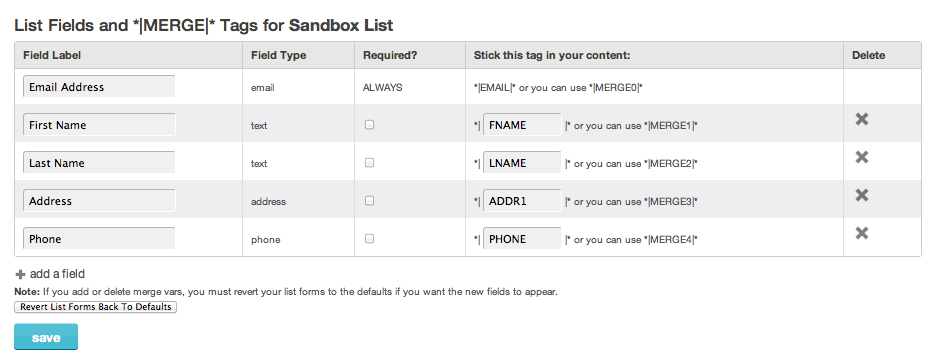 List Fields and *|MERGE|* Tags for Sandbox List
Field Label Field Type Required? Stick this tag in your content: Delete
Email Address email ALWAYS *|EMAIL|* or you can use *|MERGE0|*
First Name text *| FNAME |* or you can use *|MERGE1|*
Last Name text *| LNAME |* or you can use *|MERGE2|*
Address address *| ADDR1 |* or you can use *|MERGE3|*
Phone phone *| PHONE |* or you can use *|MERGE4|*
add a field
Note: If you add or delete merge vars, you must revert your list forms to the defaults if you want the new fields to appear.
Revert List Forms Back To Defaults
save